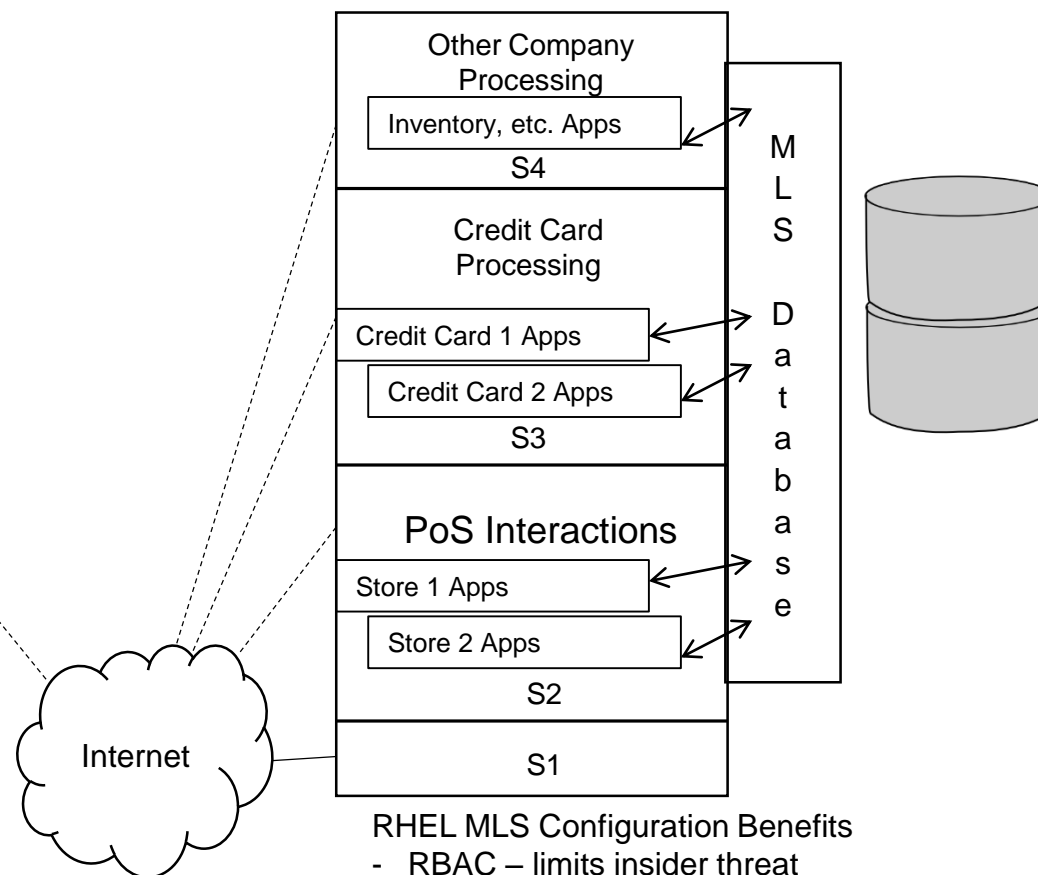 Other Company
Processing
Inventory, etc. Apps
S4
Credit Card
Processing
Credit Card 1 Apps
Credit Card 2 Apps
S3
PoS Interactions
Store 1 Apps
Store 2 Apps
S2
S1
M
L
S
D
a
t
a
b
a
s
e
Internet
RHEL MLS Configuration Benefits
- RBAC – limits insider threat